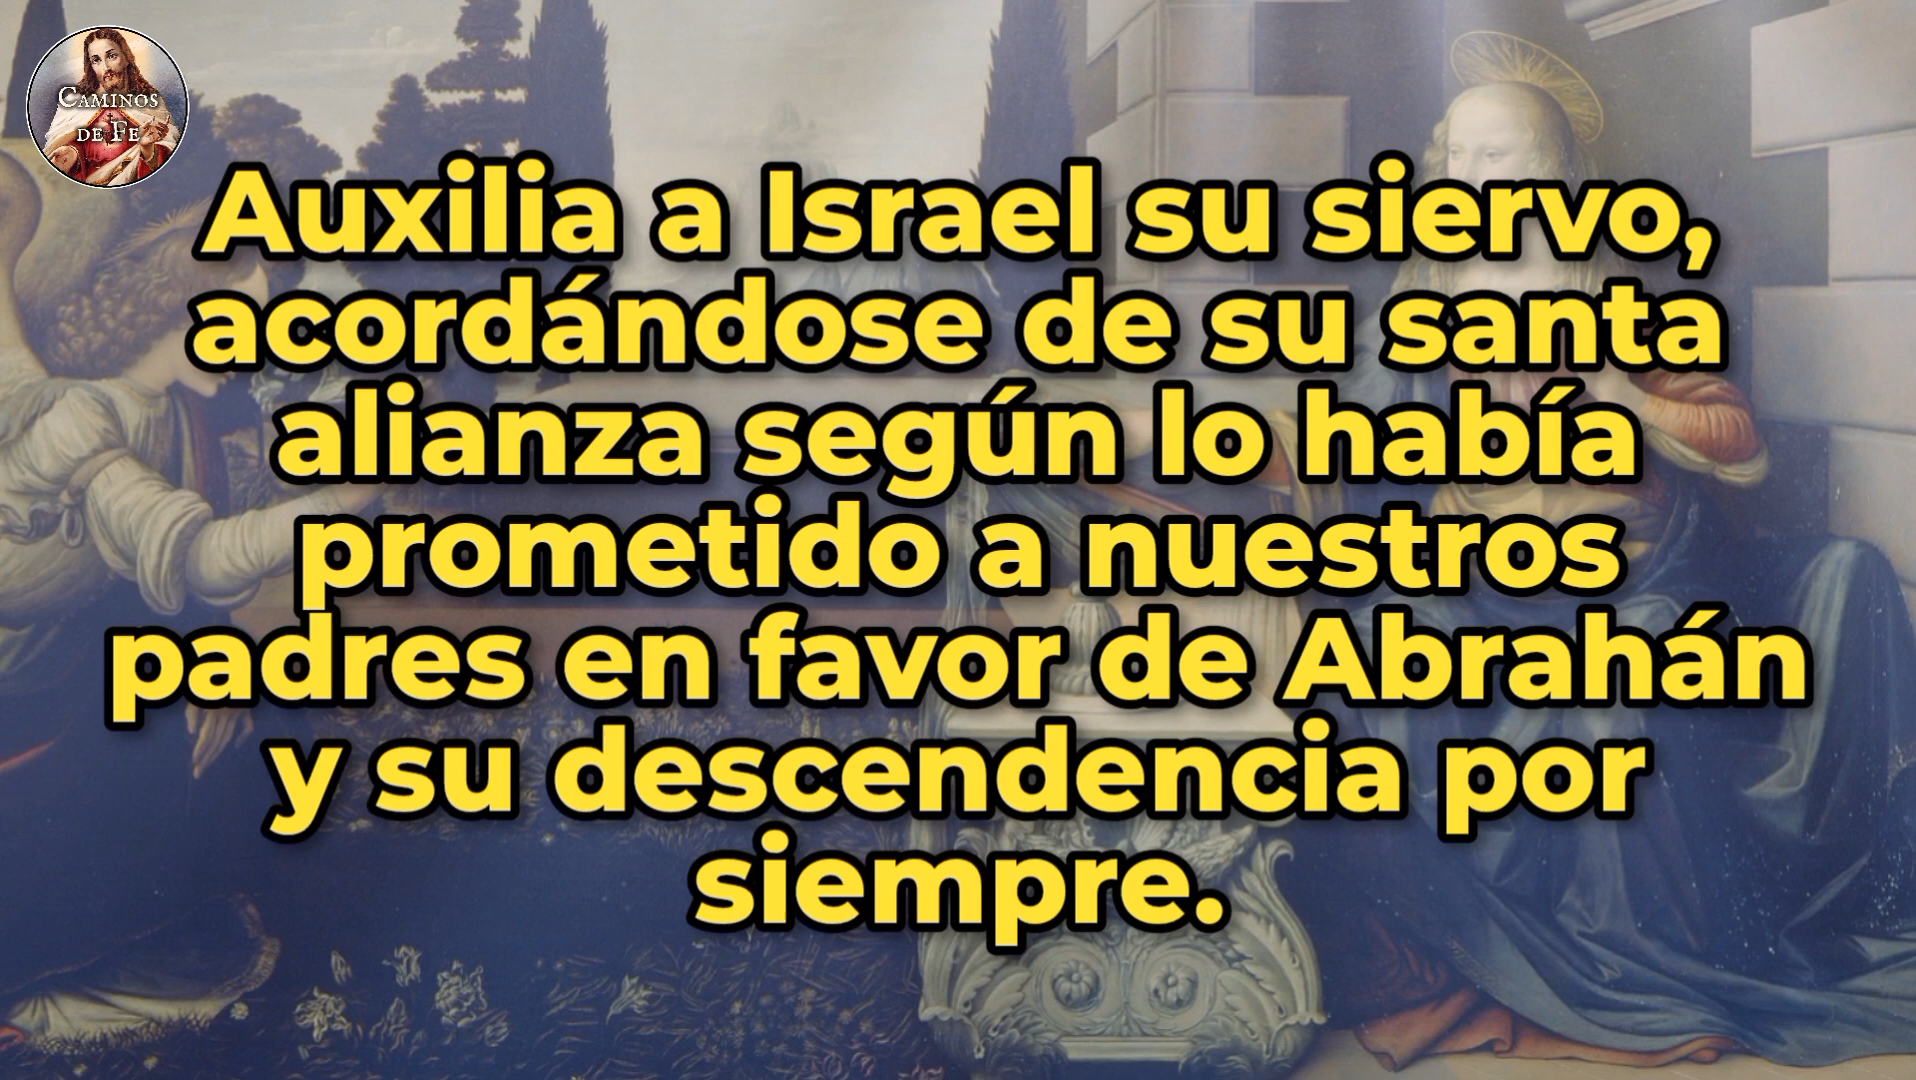 CAMINOS
DE FE
Auxilia a Israel su siervo,
acordándose de su santa
alianza según lo había
prometido a nuestros
padres en favor de Abrahán
y su descendencia por
siempre.